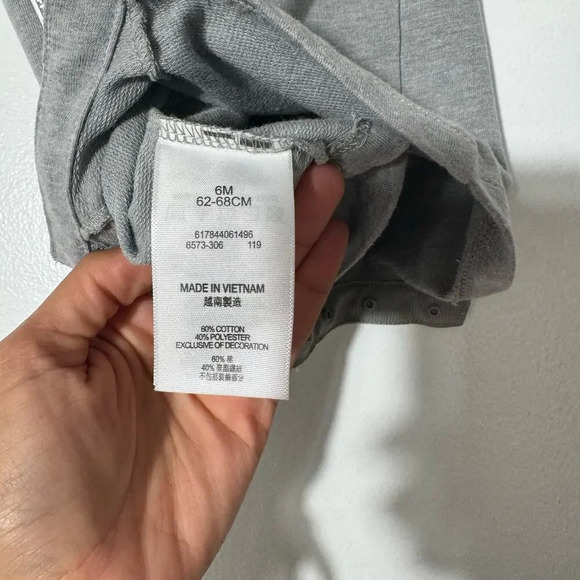 6M
62-68CM
617844061496
6573-306 119
MADE IN VIETNAM
越南製造
60% COTTON
40% POLYESTER
EXCLUSIVE OF DECORATION
60% 棉
40% 聚酯纖維
不包括裝飾部分